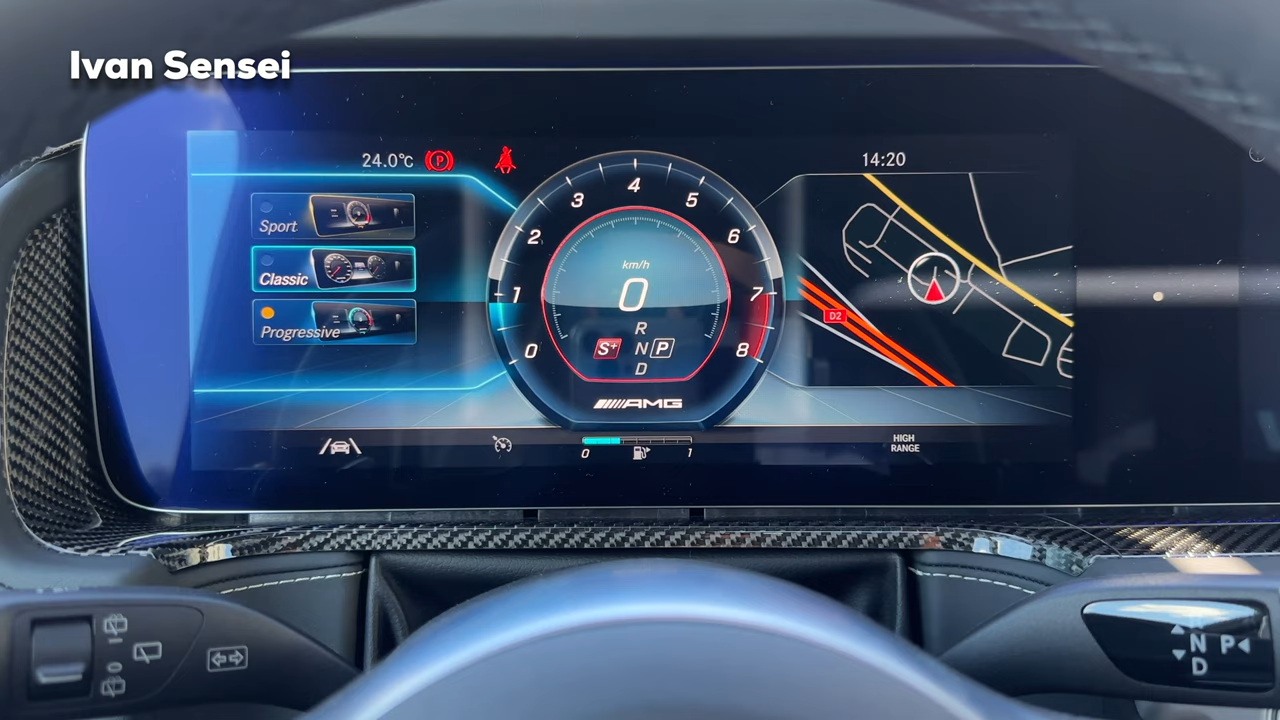 Ivan Sensei
24.0°C
P
14:20
Sport
Classic
Progressive
0
1
2
3
4
5
6
7
8
km/h
0
R
S+ N P
D
AMG
D2
0 1
HIGH
RANGE
N P
D